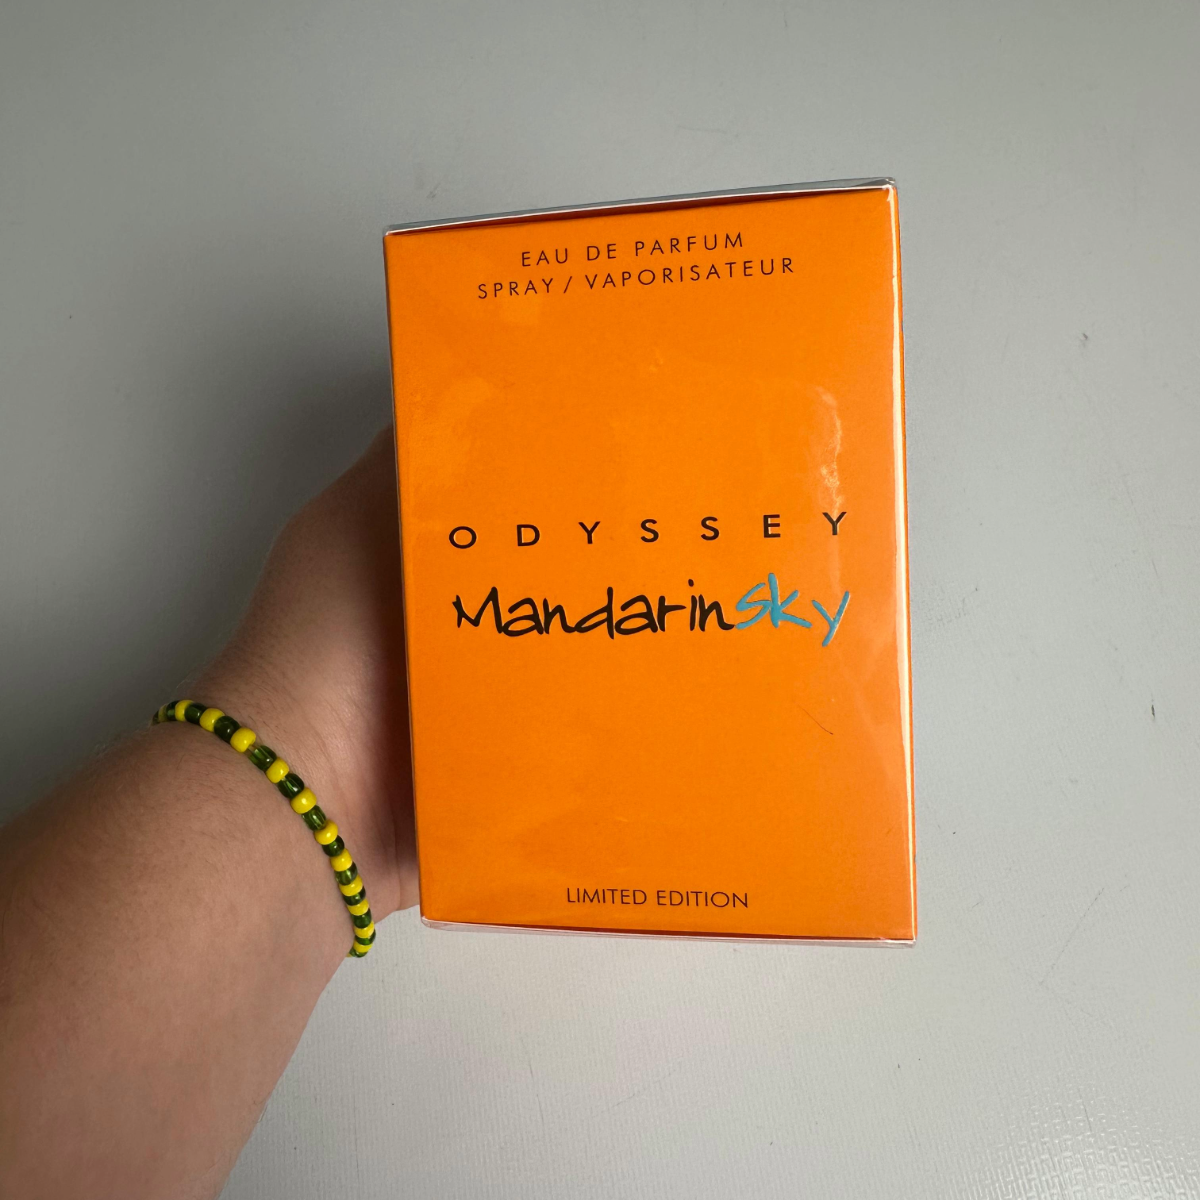 EAU DE PARFUM
SPRAY / VAPORISATEUR
ODYSSEY
MandarinSky
LIMITED EDITION